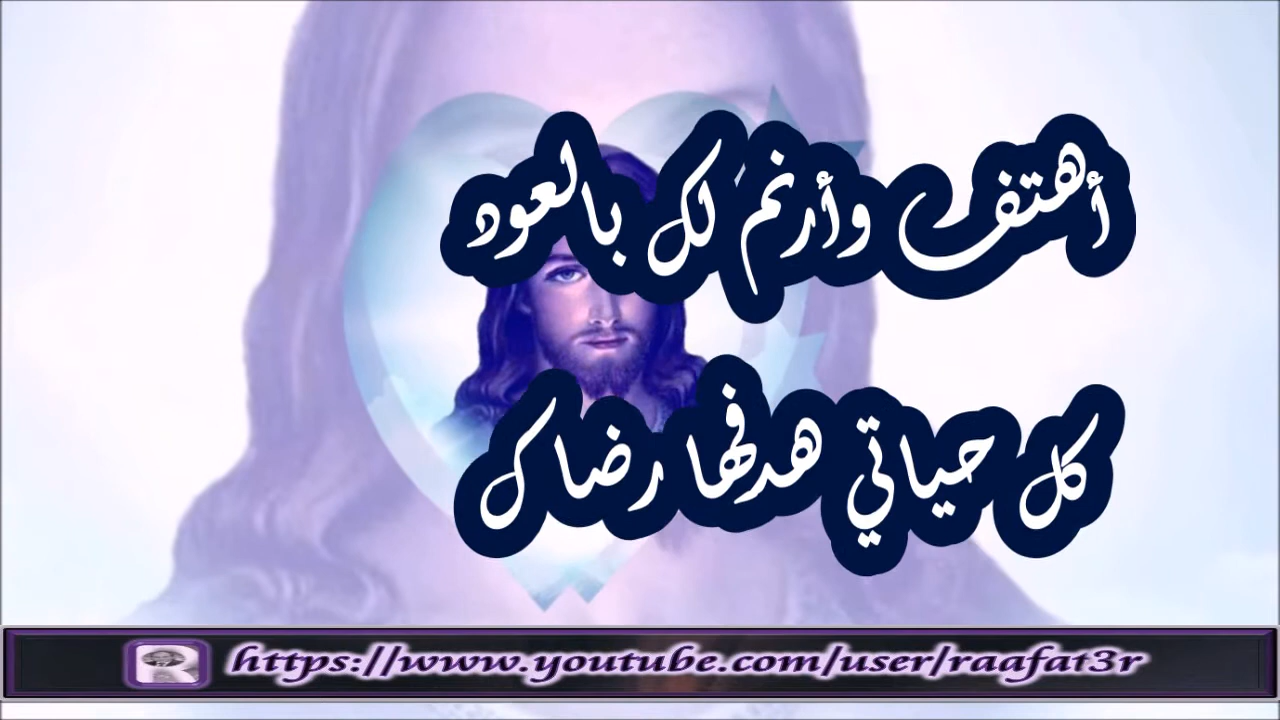 أهتف وأرنم لك بالعود
كل حياتي هدفها رضاك
https://www.youtube.com/user/raafat3r